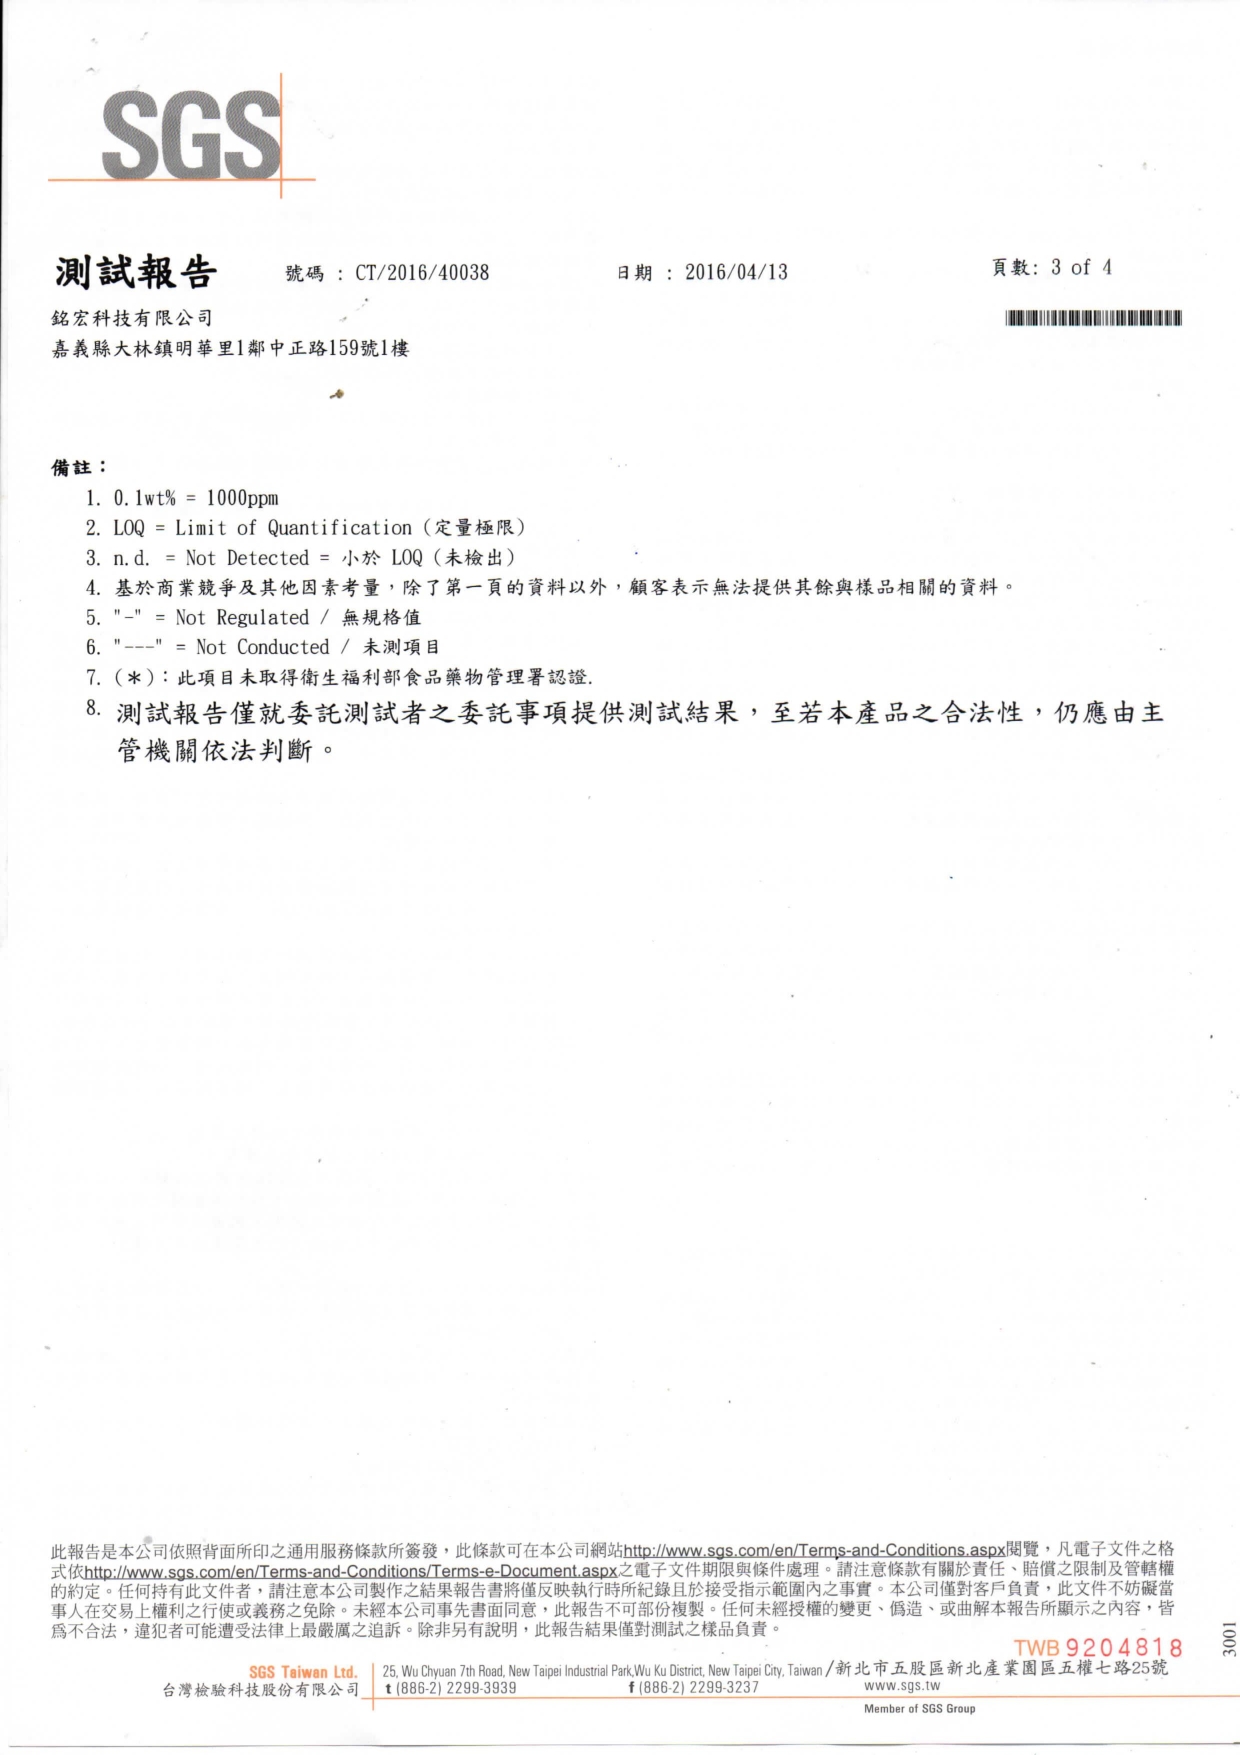 SGS
測試報告 號碼 : CT/2016/40038 日期 : 2016/04/13 頁數: 3 of 4
銘宏科技有限公司
嘉義縣大林鎮明華里1鄰中正路159號1樓
備註：
1. 0.1wt% = 1000ppm
2. LOQ = Limit of Quantification (定量極限)
3. n.d. = Not Detected = 小於 LOQ (未檢出)
4. 基於商業競爭及其他因素考量，除了第一頁的資料以外，顧客表示無法提供其餘與樣品相關的資料。
5. "-" = Not Regulated / 無規格值
6. "---" = Not Conducted / 未測項目
7. (*)：此項目未取得衛生福利部食品藥物管理署認證.
8. 測試報告僅就委託測試者之委託事項提供測試結果，至若本產品之合法性，仍應由主
管機關依法判斷。
此報告是本公司依照背面所印之通用服務條款所簽發，此條款可在本公司網站http://www.sgs.com/en/Terms-and-Conditions.aspx閱覽，凡電子文件之格
式依http://www.sgs.com/en/Terms-and-Conditions/Terms-e-Document.aspx之電子文件期限與條件處理。請注意條款有關於責任、賠償之限制及管轄權
的約定。任何持有此文件者，請注意本公司製作之結果報告書將僅反映執行時所紀錄且於接受指示範圍內之事實。本公司僅對客戶負責，此文件不妨礙當
事人在交易上權利之行使或義務之免除。未經本公司事先書面同意，此報告不可部份複製。任何未經授權的變更、偽造、或曲解本報告所顯示之內容，皆
為不合法，違犯者可能遭受法律上最嚴厲之追訴。除非另有說明，此報告結果僅對測試之樣品負責。
TWB 9204818
3001
SGS Taiwan Ltd. 25, Wu Chyuan 7th Road, New Taipei Industrial Park,Wu Ku District, New Taipei City, Taiwan /新北市五股區新北產業園區五權七路25號
台灣檢驗科技股份有限公司 t (886-2) 2299-3939 f (886-2) 2299-3237 www.sgs.tw
Member of SGS Group